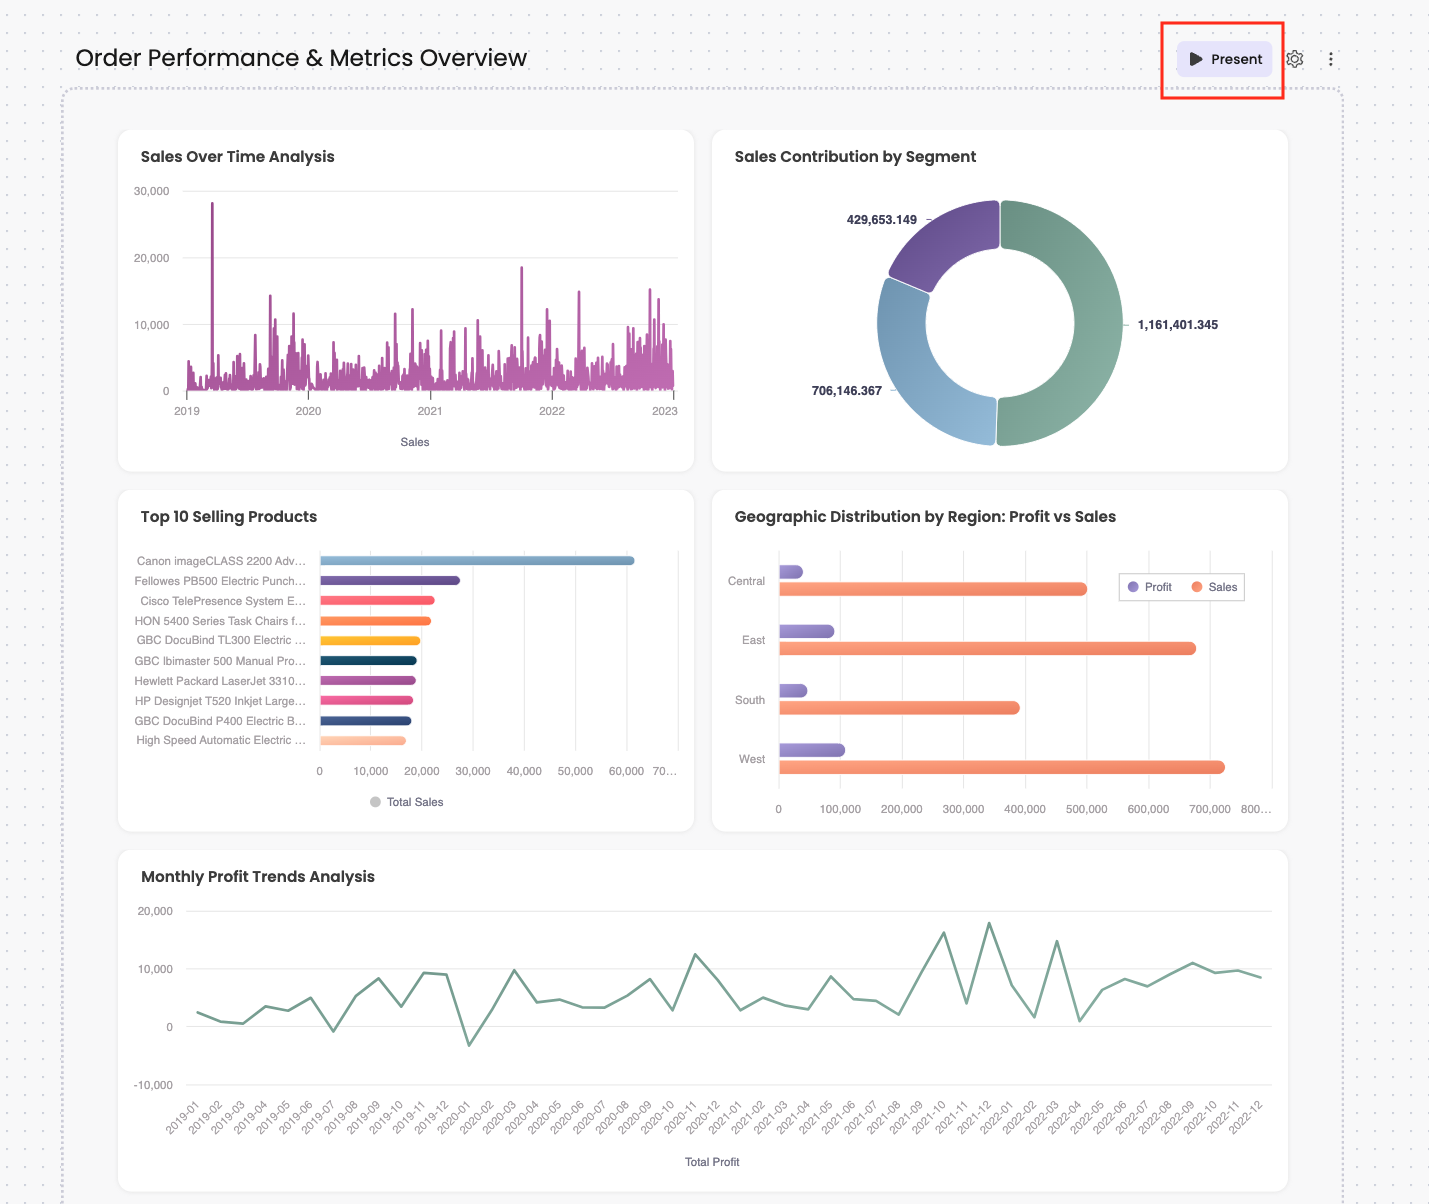 Order Performance & Metrics Overview
Present
Sales Over Time Analysis
30,000
20,000
10,000
0
2019 2020 2021 2022 2023
Sales
Sales Contribution by Segment
429,653.149
1,161,401.345
706,146.367
Top 10 Selling Products
Canon imageCLASS 2200 Adv...
Fellowes PB500 Electric Punch...
Cisco TelePresence System E...
HON 5400 Series Task Chairs f...
GBC DocuBind TL300 Electric ...
GBC Ibimaster 500 Manual Pro...
Hewlett Packard LaserJet 3310...
HP Designjet T520 Inkjet Large...
GBC DocuBind P400 Electric B...
High Speed Automatic Electric ...
0 10,000 20,000 30,000 40,000 50,000 60,000 70...
Total Sales
Geographic Distribution by Region: Profit vs Sales
Profit Sales
Central
East
South
West
0 100,000 200,000 300,000 400,000 500,000 600,000 700,000 800...
Monthly Profit Trends Analysis
20,000
10,000
0
-10,000
2019-01 2019-02 2019-03 2019-04 2019-05 2019-06 2019-07 2019-08 2019-09 2019-10 2019-11 2019-12 2020-01 2020-02 2020-03 2020-04 2020-05 2020-06 2020-07 2020-08 2020-09 2020-10 2020-11 2020-12 2021-01 2021-02 2021-03 2021-04 2021-05 2021-06 2021-07 2021-08 2021-09 2021-10 2021-11 2021-12 2022-01 2022-02 2022-03 2022-04 2022-05 2022-06 2022-07 2022-08 2022-09 2022-10 2022-11 2022-12
Total Profit